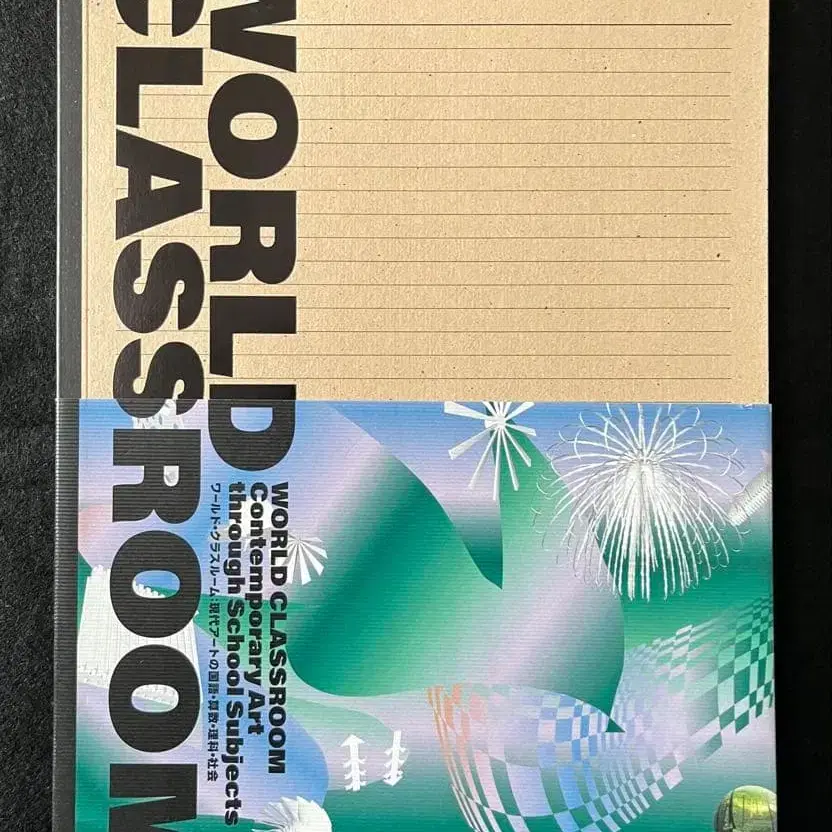 WORLD
CLASSROOM
WORLD CLASSROOM
Contemporary Art
through School Subjects
ワールド・クラスルーム：現代アートの国語・算数・理科・社会